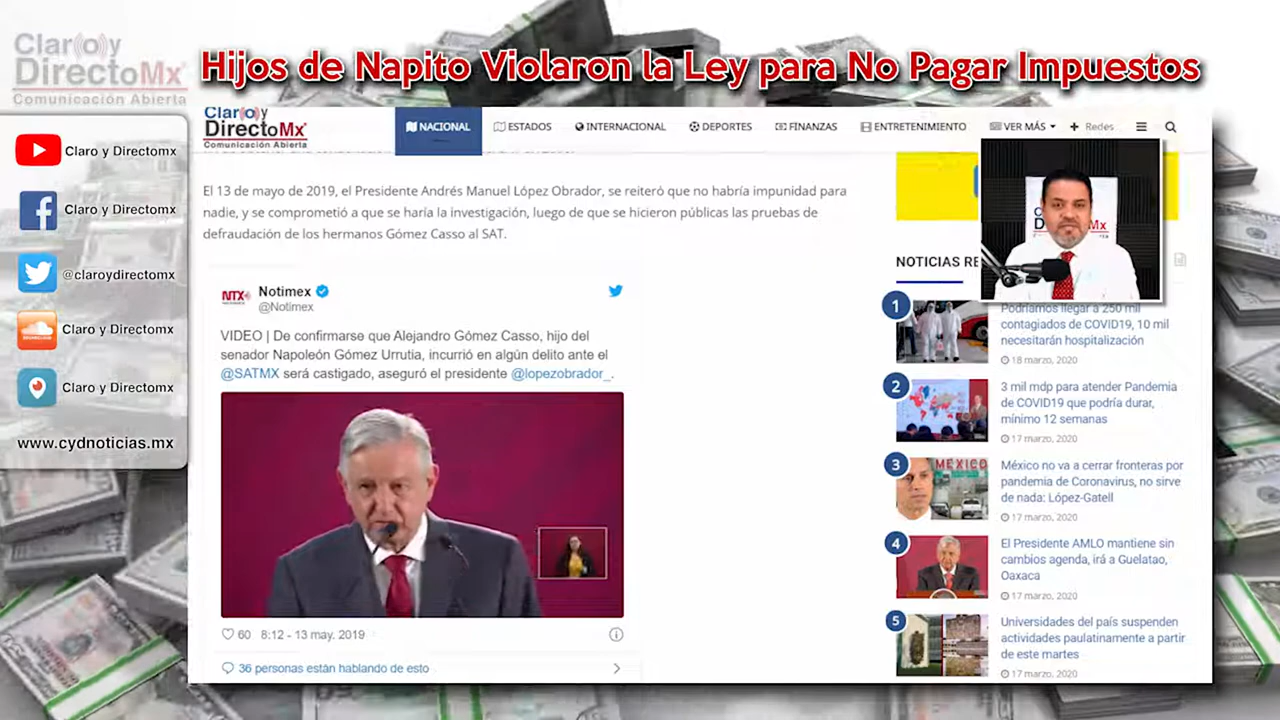 Claro y
DirectoMx
Comunicación Abierta
Hijos de Napito Violaron la Ley para No Pagar Impuestos
Claro y Directomx
Claro y Directomx
@claroydirectomx
Claro y Directomx
Claro y Directomx
www.cydnoticias.mx
Claro y
DirectoMx
Comunicación Abierta
NACIONAL ESTADOS INTERNACIONAL DEPORTES FINANZAS ENTRETENIMIENTO VER MÁS Redes
El 13 de mayo de 2019, el Presidente Andrés Manuel López Obrador, se reiteró que no habría impunidad para
nadie, y se comprometió a que se haría la investigación, luego de que se hicieron públicas las pruebas de
defraudación de los hermanos Gómez Casso al SAT.
NTX
Notimex
@Notimex
VIDEO | De confirmarse que Alejandro Gómez Casso, hijo del
senador Napoleón Gómez Urrutia, incurrió en algún delito ante el
@SATMX será castigado, aseguró el presidente @lopezobrador_.
60 8:12 - 13 may. 2019
36 personas están hablando de esto
NOTICIAS RE
1
Podríamos llegar a 250 mil
contagiados de COVID19, 10 mil
necesitarán hospitalización
18 marzo, 2020
2
3 mil mdp para atender Pandemia
de COVID19 que podría durar,
mínimo 12 semanas
17 marzo, 2020
3
MÉXICO
México no va a cerrar fronteras por
pandemia de Coronavirus, no sirve
de nada: López-Gatell
17 marzo, 2020
4
El Presidente AMLO mantiene sin
cambios agenda, irá a Guelatao,
Oaxaca
17 marzo, 2020
5
Universidades del país suspenden
actividades paulatinamente a partir
de este martes
17 marzo, 2020